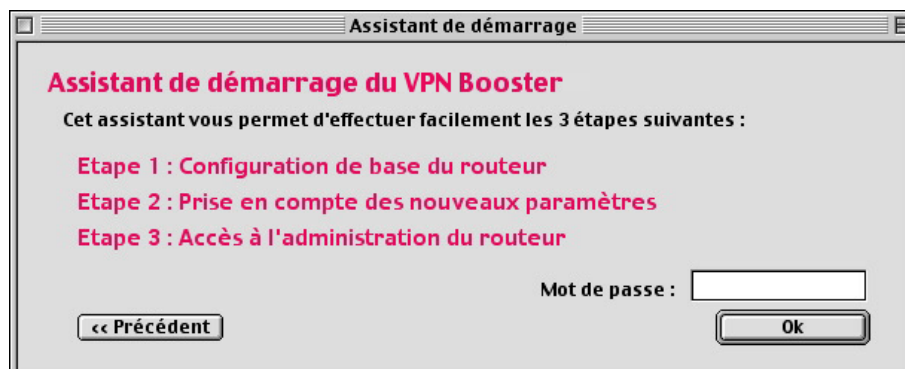 Assistant de démarrage
Assistant de démarrage du VPN Booster
Cet assistant vous permet d'effectuer facilement les 3 étapes suivantes :
Etape 1 : Configuration de base du routeur
Etape 2 : Prise en compte des nouveaux paramètres
Etape 3 : Accès à l'administration du routeur
Mot de passe :
<< Précédent
Ok